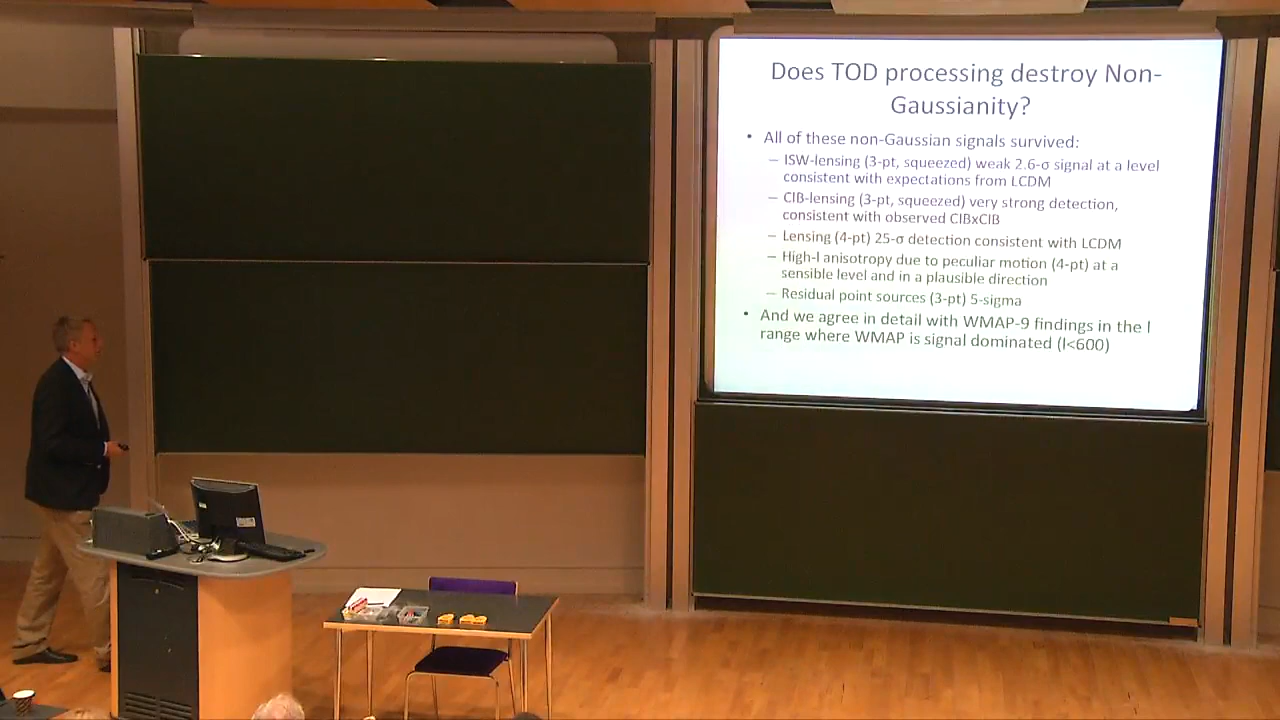 Does TOD processing destroy Non-
Gaussianity?
• All of these non-Gaussian signals survived:
– ISW-lensing (3-pt, squeezed) weak 2.6-σ signal at a level
consistent with expectations from LCDM
– CIB-lensing (3-pt, squeezed) very strong detection,
consistent with observed CIBxCIB
– Lensing (4-pt) 25-σ detection consistent with LCDM
– High-l anisotropy due to peculiar motion (4-pt) at a
sensible level and in a plausible direction
– Residual point sources (3-pt) 5-sigma
• And we agree in detail with WMAP-9 findings in the l
range where WMAP is signal dominated (l<600)